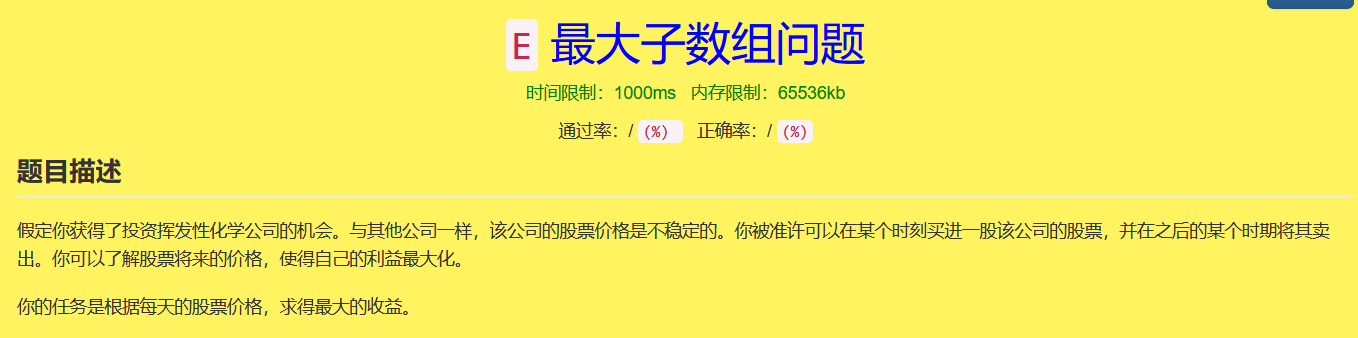 E 最大子数组问题
时间限制：1000ms 内存限制：65536kb
通过率：/ (%) 正确率：/ (%)
题目描述
假定你获得了投资挥发性化学公司的机会。与其他公司一样，该公司的股票价格是不稳定的。你被准许可以在某个时刻买进一股该公司的股票，并在之后的某个时期将其卖
出。你可以了解股票将来的价格，使得自己的利益最大化。
你的任务是根据每天的股票价格，求得最大的收益。